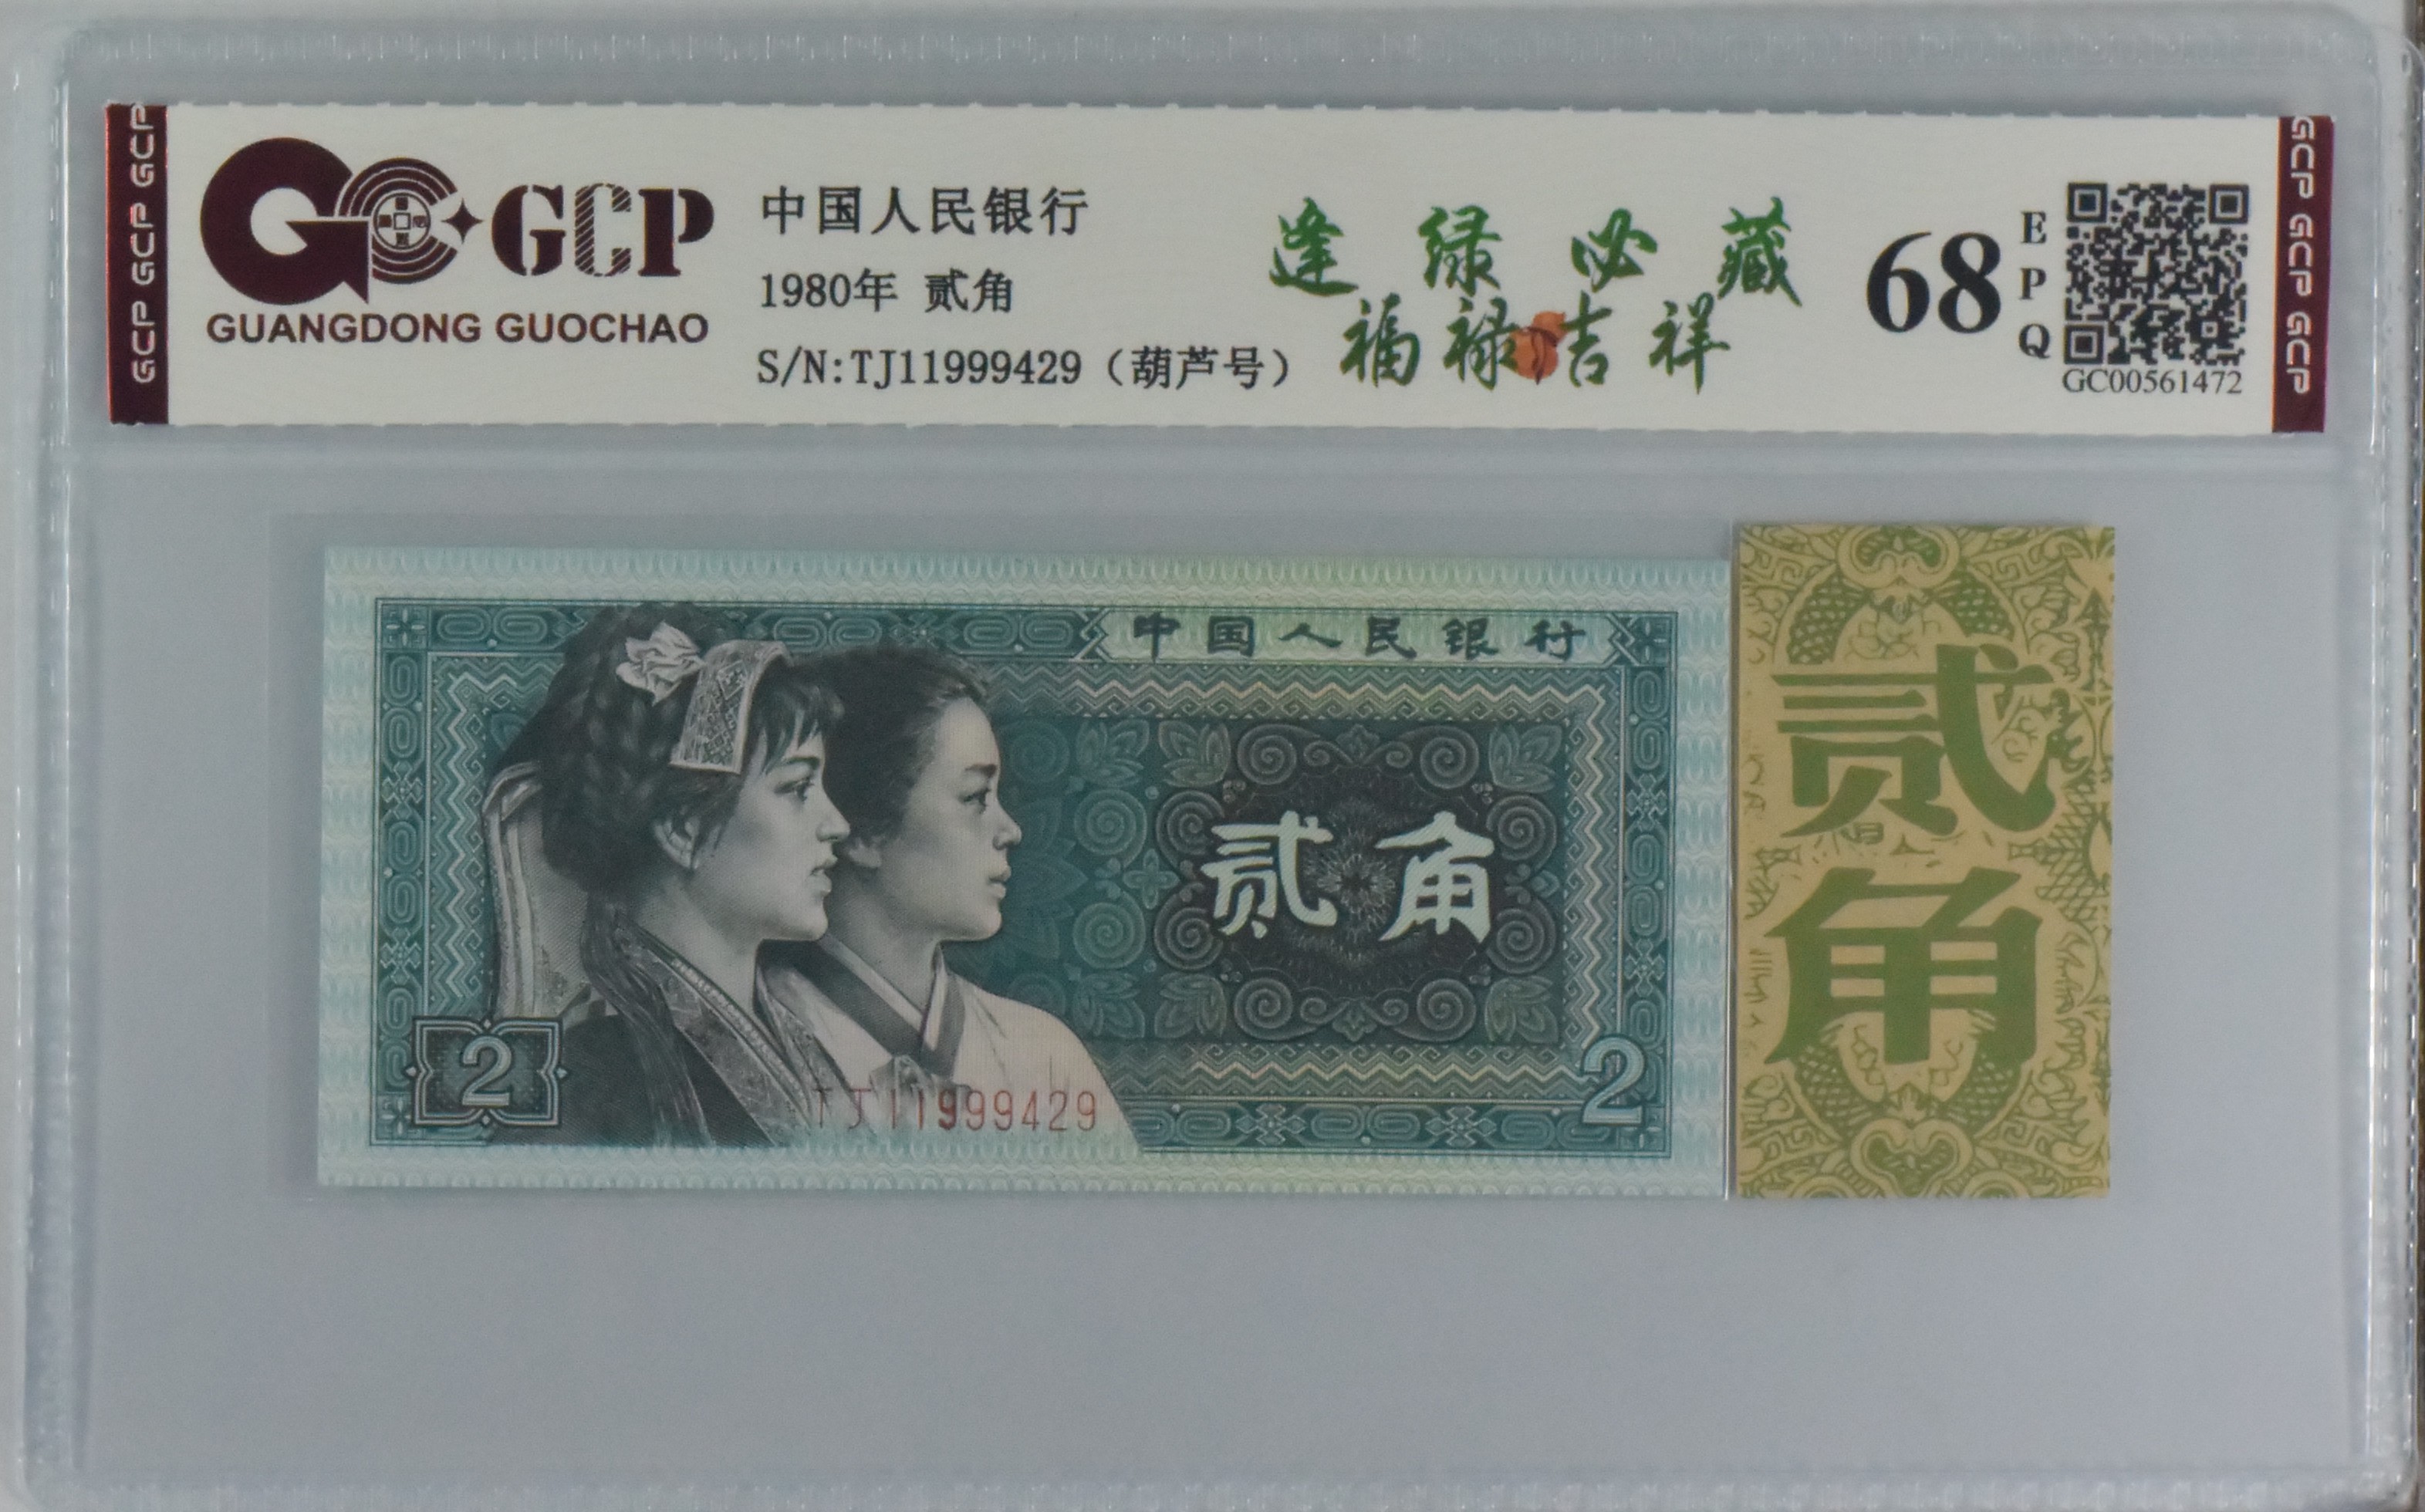 GCP GCP GCP
GCP
GUANGDONG GUOCHAO
中国人民银行
1980年 贰角
S/N:TJ11999429（葫芦号）
逢绿必藏
福禄吉祥
68
EPQ
GC00561472
GCP GCP GCP
中国人民银行
贰角
2
TJ11999429
2
贰角